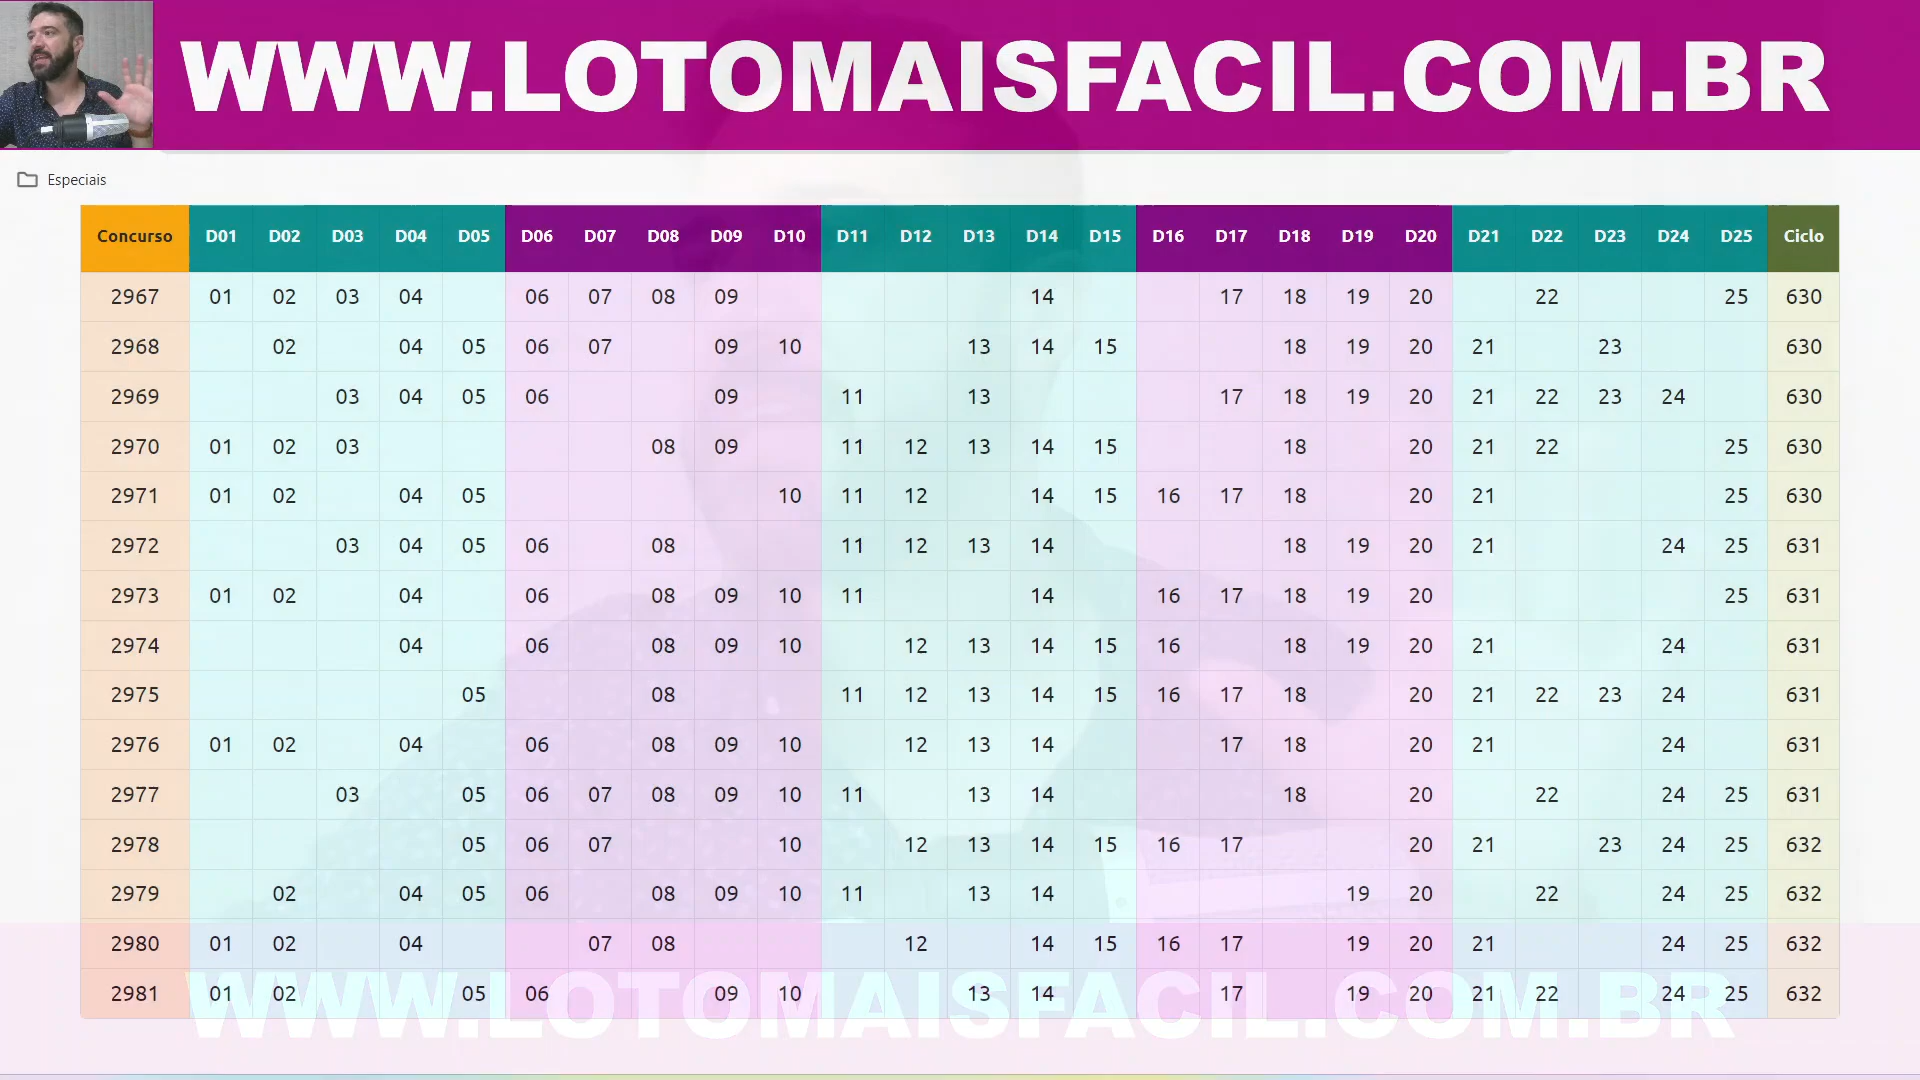 WWW.LOTOMAISFACIL.COM.BR
Especiais
Concurso D01 D02 D03 D04 D05 D06 D07 D08 D09 D10 D11 D12 D13 D14 D15 D16 D17 D18 D19 D20 D21 D22 D23 D24 D25 Ciclo
2967 01 02 03 04 06 07 08 09 14 17 18 19 20 22 25 630
2968 02 04 05 06 07 09 10 13 14 15 18 19 20 21 23 630
2969 03 04 05 06 09 11 13 17 18 19 20 21 22 23 24 630
2970 01 02 03 08 09 11 12 13 14 15 18 20 21 22 25 630
2971 01 02 04 05 10 11 12 14 15 16 17 18 20 21 25 630
2972 03 04 05 06 08 11 12 13 14 18 19 20 21 24 25 631
2973 01 02 04 06 08 09 10 11 14 16 17 18 19 20 25 631
2974 04 06 08 09 10 12 13 14 15 16 18 19 20 21 24 631
2975 05 08 11 12 13 14 15 16 17 18 20 21 22 23 24 631
2976 01 02 04 06 08 09 10 12 13 14 17 18 20 21 24 631
2977 03 05 06 07 08 09 10 11 13 14 18 20 22 24 25 631
2978 05 06 07 10 12 13 14 15 16 17 20 21 23 24 25 632
2979 02 04 05 06 08 09 10 11 13 14 19 20 22 24 25 632
2980 01 02 04 07 08 12 14 15 16 17 19 20 21 24 25 632
2981 01 02 05 06 09 10 13 14 17 19 20 21 22 24 25 632
WWW.LOTOMAISFACIL.COM.BR